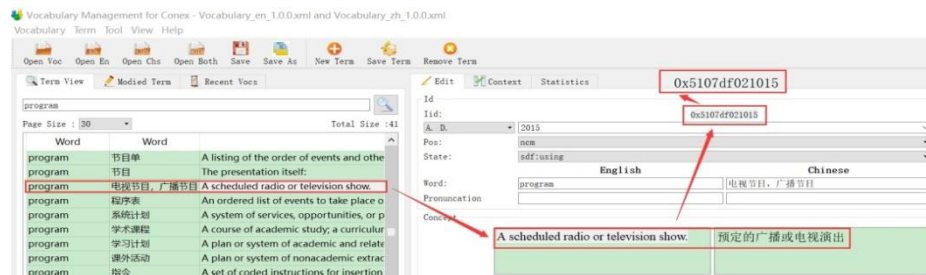 Vocabulary Management for Conex - Vocabulary_en_1.0.0.xml and Vocabulary_zh_1.0.0.xml
Vocabulary Term Tool View Help
Open Voc Open En Open Chs Open Both Save Save As New Term Save Term Remove Term
Term View Modied Term Recent Vocs
program
Page Size : 30 Total Size :41
Word Word
program 节目单 A listing of the order of events and othe
program 节目 The presentation itself:
program 电视节目，广播节目 A scheduled radio or television show.
program 程序表 An ordered list of events to take place o
program 系统计划 A system of services, opportunities, or p
program 学术课程 A course of academic study; a curriculur
program 学习计划 A plan or system of academic and relate
program 课外活动 A plan or system of nonacademic extrac
program 指令 A set of coded instructions for insertion
Edit Context Statistics
0x5107df021015
Id
Iid: 0x5107df021015
A. D. 2015
Pos: ncm
State: sdf:using
English Chinese
Word: program 电视节目，广播节目
Pronuncation
Concept
A scheduled radio or television show. 预定的广播或电视演出